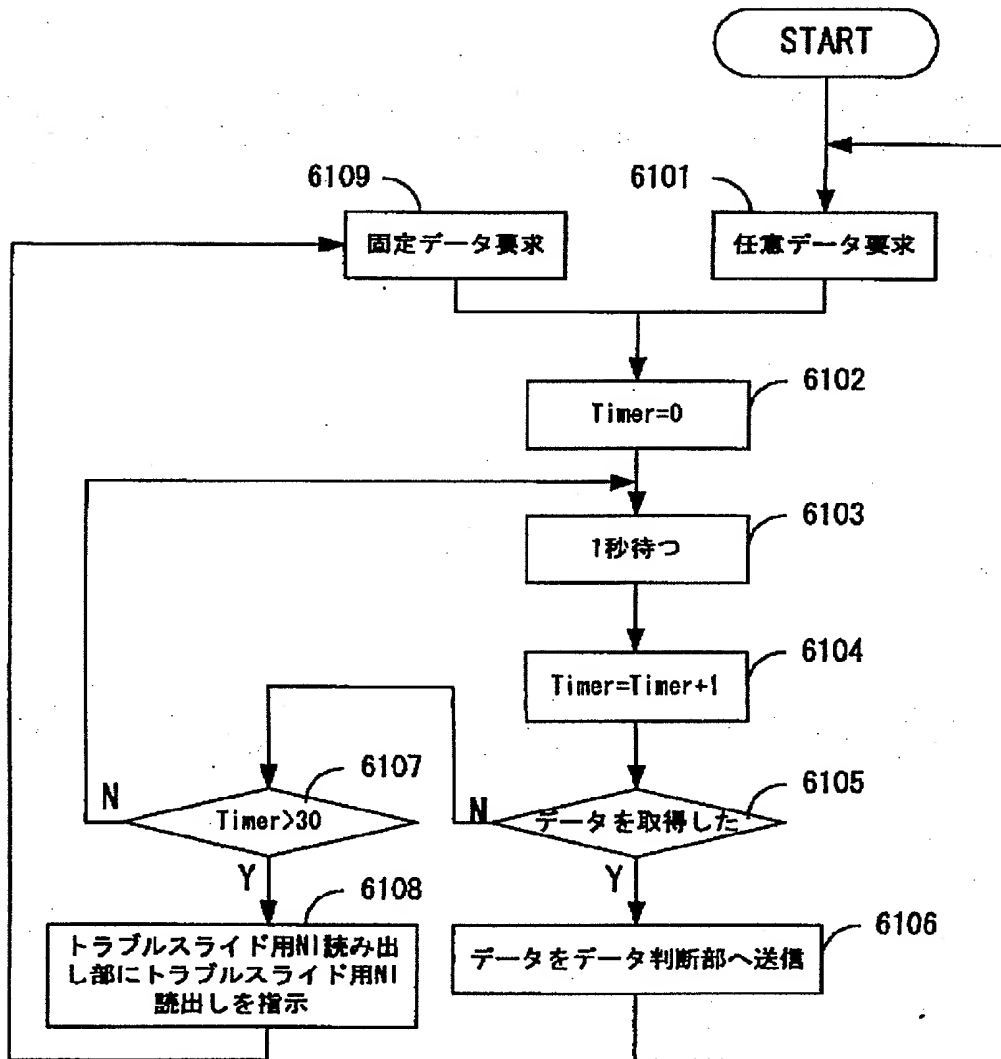 START
6109
6101
固定データ要求
任意データ要求
6102
Timer=0
6103
1秒待つ
6104
Timer=Timer+1
6107
6105
N
Timer>30
N
データを取得した
Y
Y
6108
6106
トラブルスライド用NI読み出
し部にトラブルスライド用NI
読出しを指示
データをデータ判断部へ送信